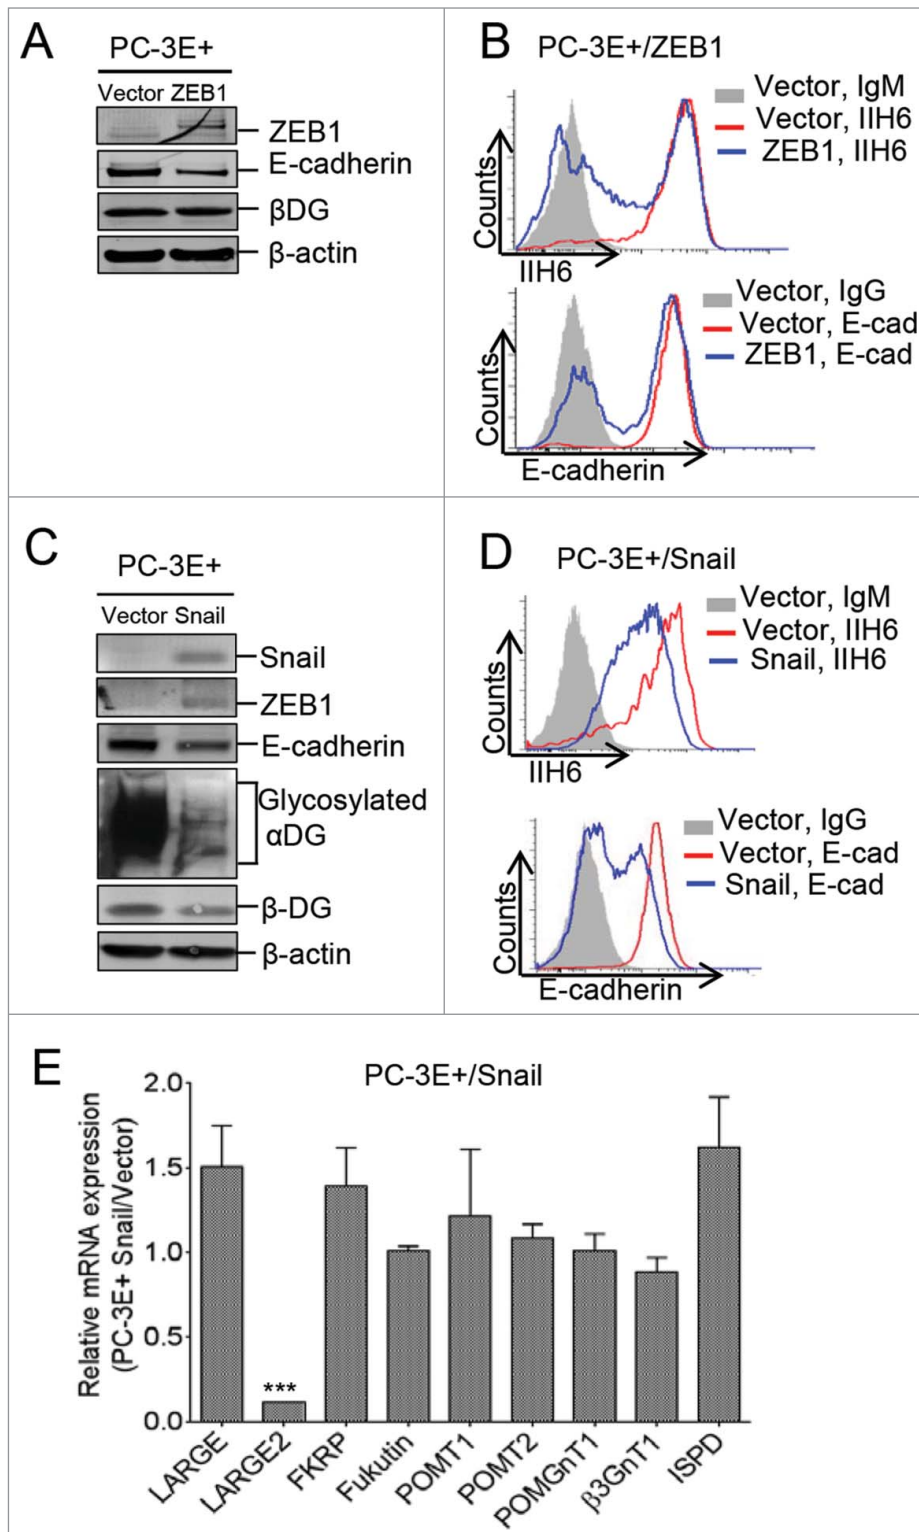 A
PC-3E+
Vector ZEB1
ZEB1
E-cadherin
βDG
β-actin
B
PC-3E+/ZEB1
Vector, IgM
Vector, IIH6
ZEB1, IIH6
Counts
IIH6
Vector, IgG
Vector, E-cad
ZEB1, E-cad
Counts
E-cadherin
C
PC-3E+
Vector Snail
Snail
ZEB1
E-cadherin
Glycosylated
αDG
β-DG
β-actin
D
PC-3E+/Snail
Vector, IgM
Vector, IIH6
Snail, IIH6
Counts
IIH6
Vector, IgG
Vector, E-cad
Snail, E-cad
Counts
E-cadherin
E
PC-3E+/Snail
Relative mRNA expression
(PC-3E+ Snail/Vector)
2.0
1.5
1.0
0.5
0.0
***
LARGE
LARGE2
FKRP
Fukutin
POMT1
POMT2
POMGnT1
β3GnT1
ISPD